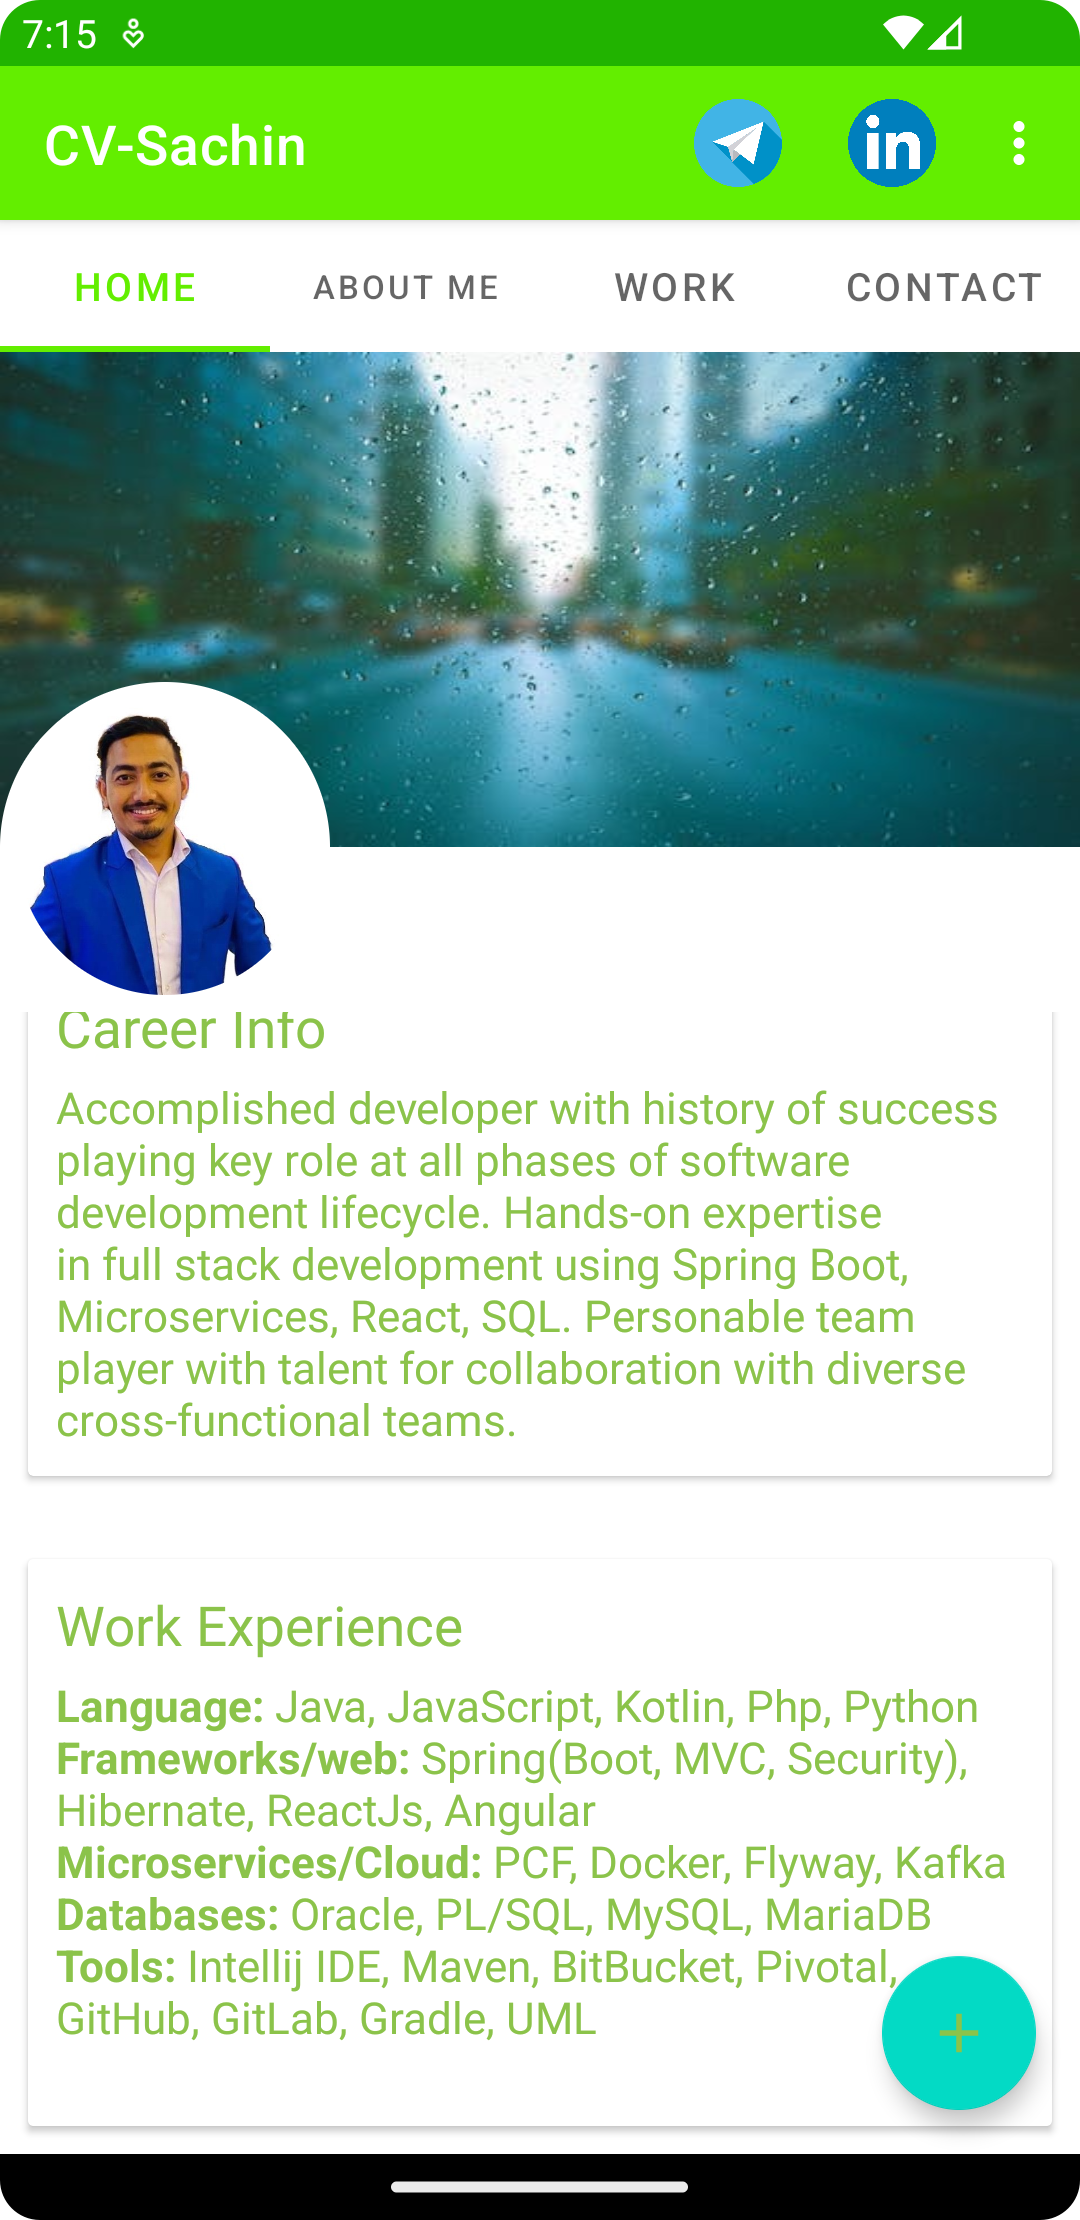 7:15
CV-Sachin
in
HOME ABOUT ME WORK CONTACT
Career Info
Accomplished developer with history of success
playing key role at all phases of software
development lifecycle. Hands-on expertise
in full stack development using Spring Boot,
Microservices, React, SQL. Personable team
player with talent for collaboration with diverse
cross-functional teams.
Work Experience
Language: Java, JavaScript, Kotlin, Php, Python
Frameworks/web: Spring(Boot, MVC, Security),
Hibernate, ReactJs, Angular
Microservices/Cloud: PCF, Docker, Flyway, Kafka
Databases: Oracle, PL/SQL, MySQL, MariaDB
Tools: Intellij IDE, Maven, BitBucket, Pivotal,
GitHub, GitLab, Gradle, UML